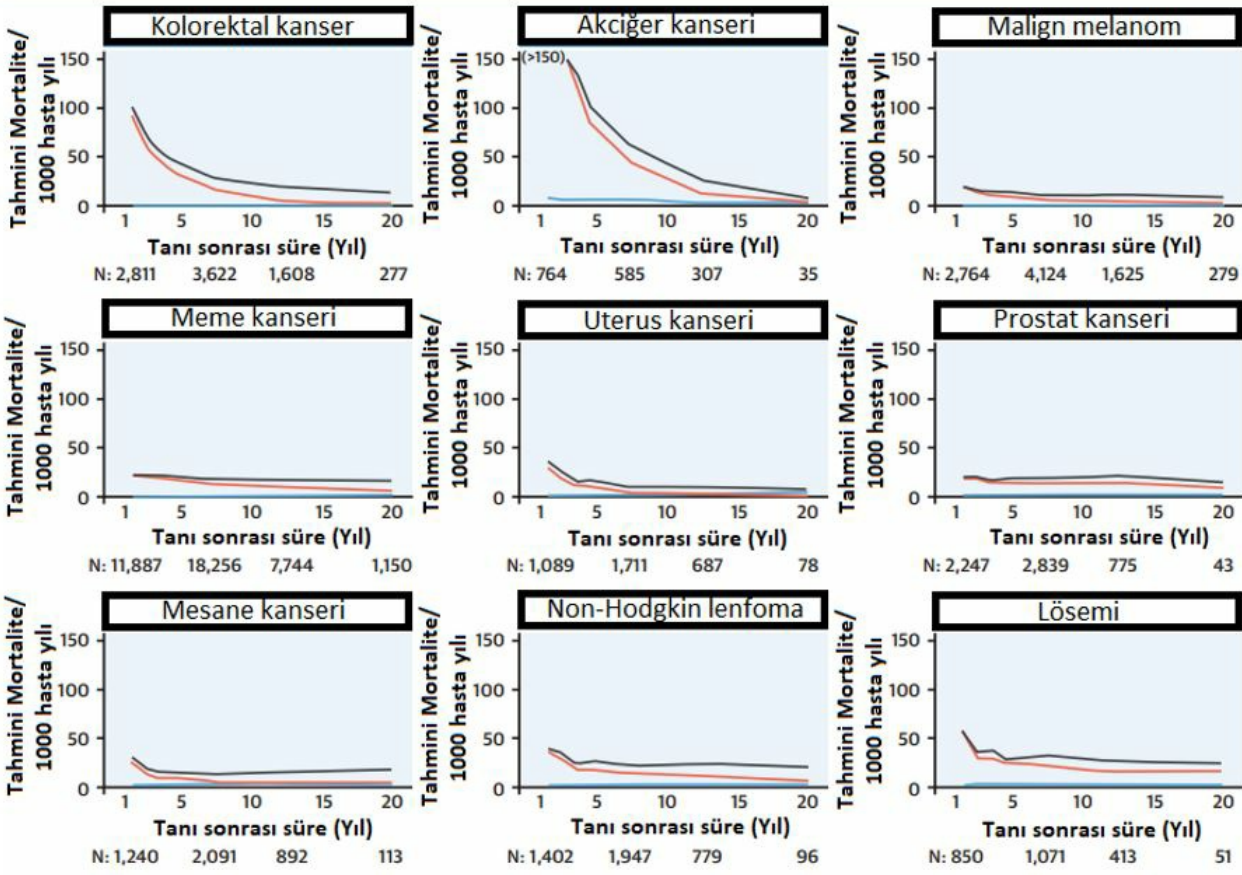 Kolorektal kanser
Tahmini Mortalite/
1000 hasta yılı
150
100
50
0
1 5 10 15 20
Tanı sonrası süre (Yıl)
N: 2,811 3,622 1,608 277
Akciğer kanseri
Tahmini Mortalite/
1000 hasta yılı
150
(>150)
100
50
0
1 5 10 15 20
Tanı sonrası süre (Yıl)
N: 764 585 307 35
Malign melanom
Tahmini Mortalite/
1000 hasta yılı
150
100
50
0
1 5 10 15 20
Tanı sonrası süre (Yıl)
N: 2,764 4,124 1,625 279
Meme kanseri
Tahmini Mortalite/
1000 hasta yılı
150
100
50
0
1 5 10 15 20
Tanı sonrası süre (Yıl)
N: 11,887 18,256 7,744 1,150
Uterus kanseri
Tahmini Mortalite/
1000 hasta yılı
150
100
50
0
1 5 10 15 20
Tanı sonrası süre (Yıl)
N: 1,089 1,711 687 78
Prostat kanseri
Tahmini Mortalite/
1000 hasta yılı
150
100
50
0
1 5 10 15 20
Tanı sonrası süre (Yıl)
N: 2,247 2,839 775 43
Mesane kanseri
Tahmini Mortalite/
1000 hasta yılı
150
100
50
0
1 5 10 15 20
Tanı sonrası süre (Yıl)
N: 1,240 2,091 892 113
Non-Hodgkin lenfoma
Tahmini Mortalite/
1000 hasta yılı
150
100
50
0
1 5 10 15 20
Tanı sonrası süre (Yıl)
N: 1,402 1,947 779 96
Lösemi
Tahmini Mortalite/
1000 hasta yılı
150
100
50
0
1 5 10 15 20
Tanı sonrası süre (Yıl)
N: 850 1,071 413 51